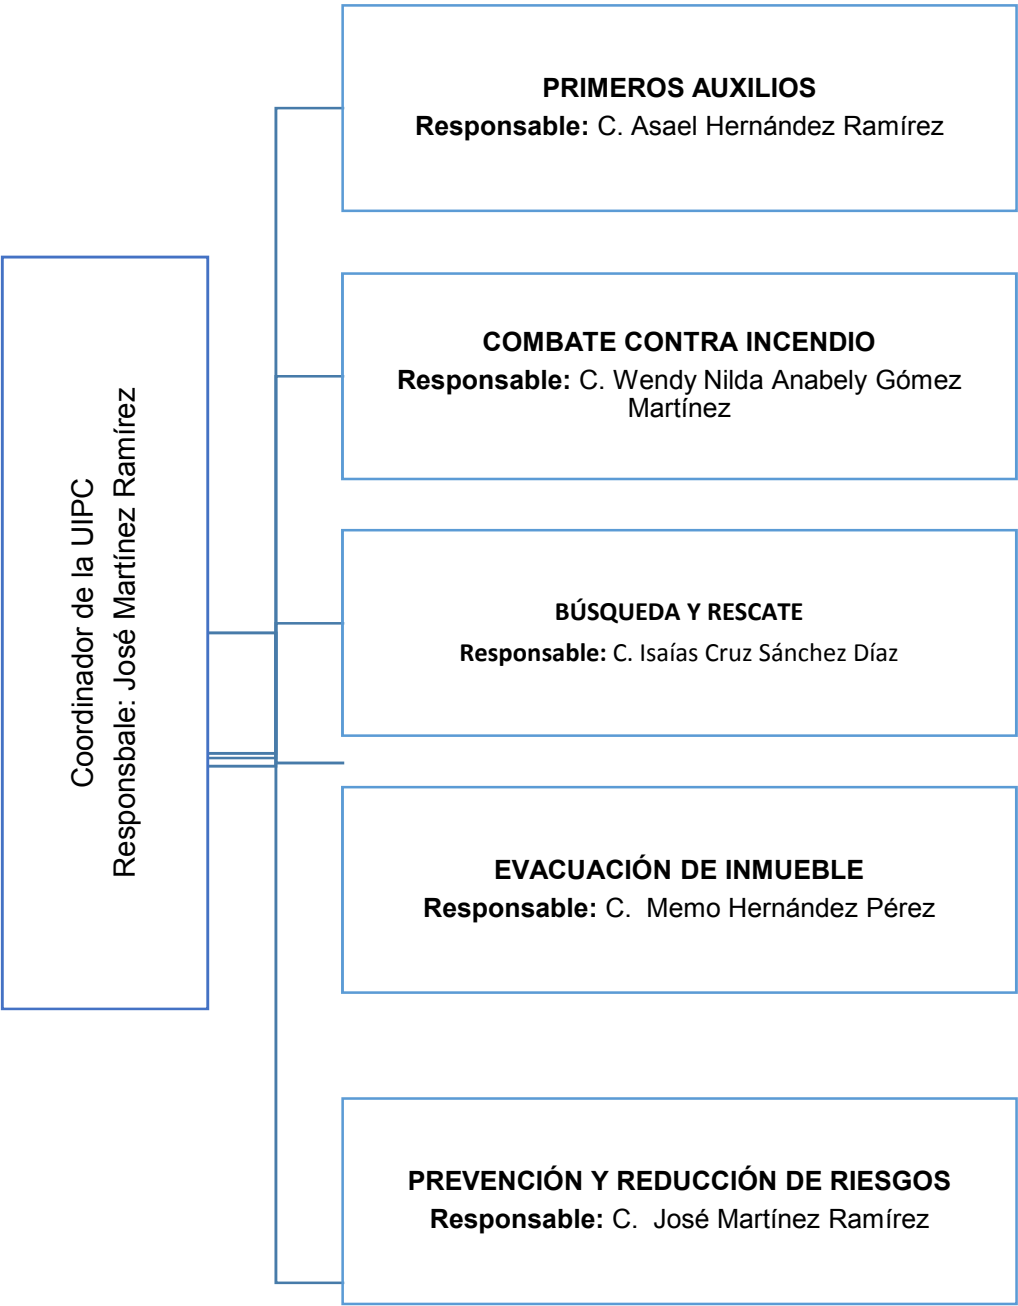 Coordinador de la UIPC
Responsbale: José Martínez Ramírez
PRIMEROS AUXILIOS
Responsable: C. Asael Hernández Ramírez
COMBATE CONTRA INCENDIO
Responsable: C. Wendy Nilda Anabely Gómez
Martínez
BÚSQUEDA Y RESCATE
Responsable: C. Isaías Cruz Sánchez Díaz
EVACUACIÓN DE INMUEBLE
Responsable: C. Memo Hernández Pérez
PREVENCIÓN Y REDUCCIÓN DE RIESGOS
Responsable: C. José Martínez Ramírez